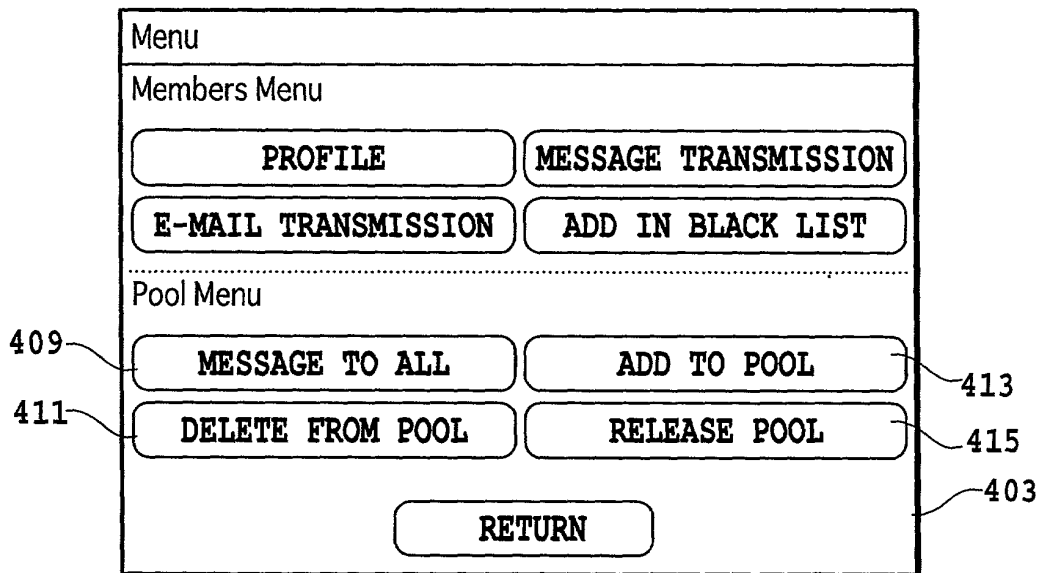 Menu
Members Menu
PROFILE MESSAGE TRANSMISSION
E-MAIL TRANSMISSION ADD IN BLACK LIST
Pool Menu
409 MESSAGE TO ALL ADD TO POOL 413
411 DELETE FROM POOL RELEASE POOL 415
403
RETURN